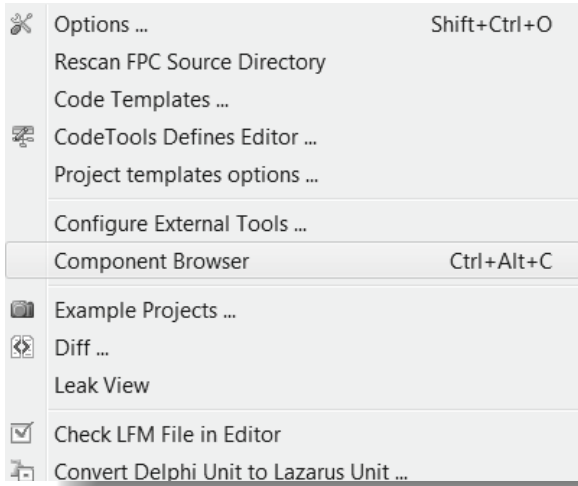 Options ... Shift+Ctrl+O
Rescan FPC Source Directory
Code Templates ...
CodeTools Defines Editor ...
Project templates options ...
Configure External Tools ...
Component Browser Ctrl+Alt+C
Example Projects ...
Diff ...
Leak View
Check LFM File in Editor
Convert Delphi Unit to Lazarus Unit ...